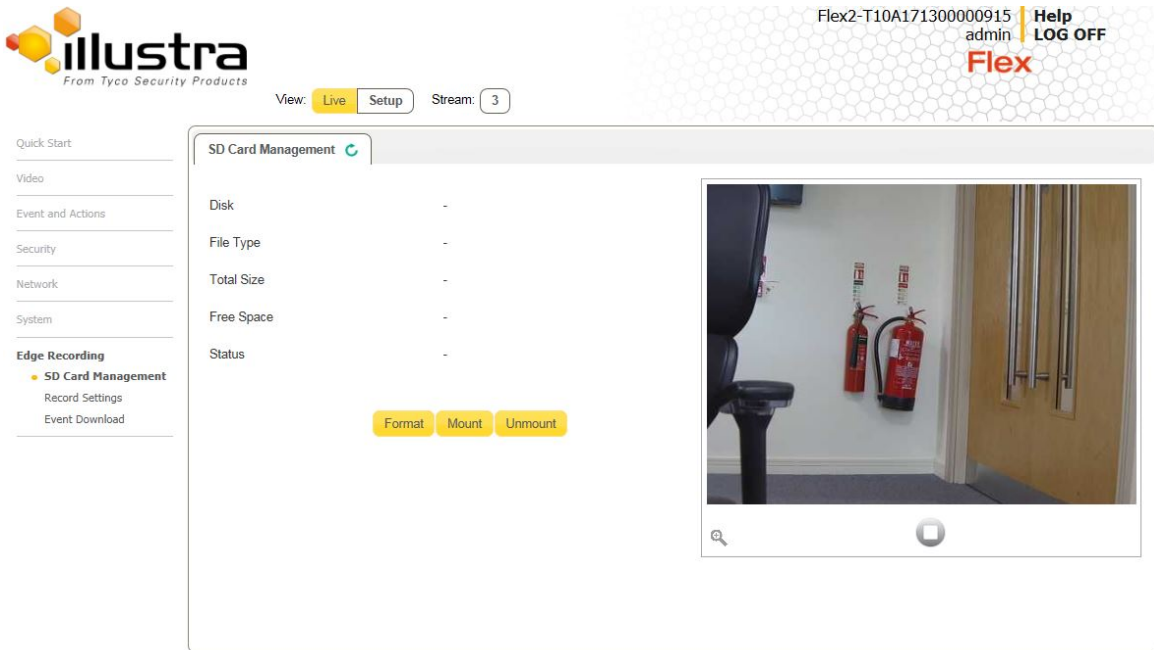 illustra
From Tyco Security Products
Flex2-T10A171300000915
Help
admin
LOG OFF
Flex
View: Live Setup Stream: 3
Quick Start
Video
Event and Actions
Security
Network
System
Edge Recording
SD Card Management
Record Settings
Event Download
SD Card Management
Disk -
File Type -
Total Size -
Free Space -
Status -
Format Mount Unmount